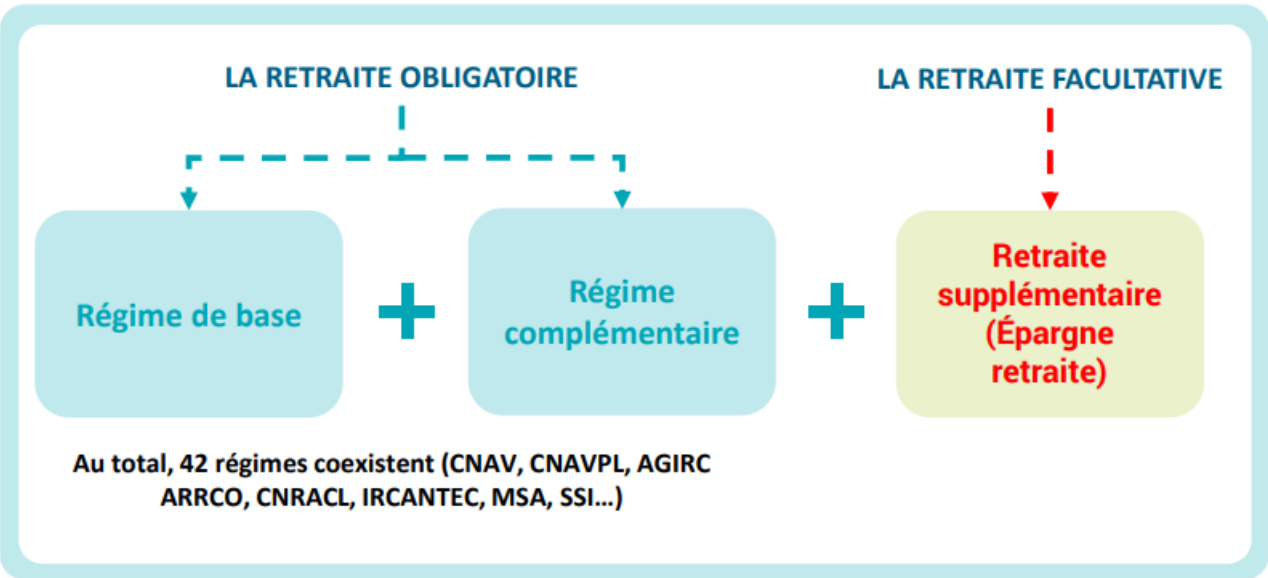 LA RETRAITE OBLIGATOIRE
LA RETRAITE FACULTATIVE
Régime de base
+
Régime
complémentaire
+
Retraite
supplémentaire
(Épargne
retraite)
Au total, 42 régimes coexistent (CNAV, CNAVPL, AGIRC
ARRCO, CNRACL, IRCANTEC, MSA, SSI…)